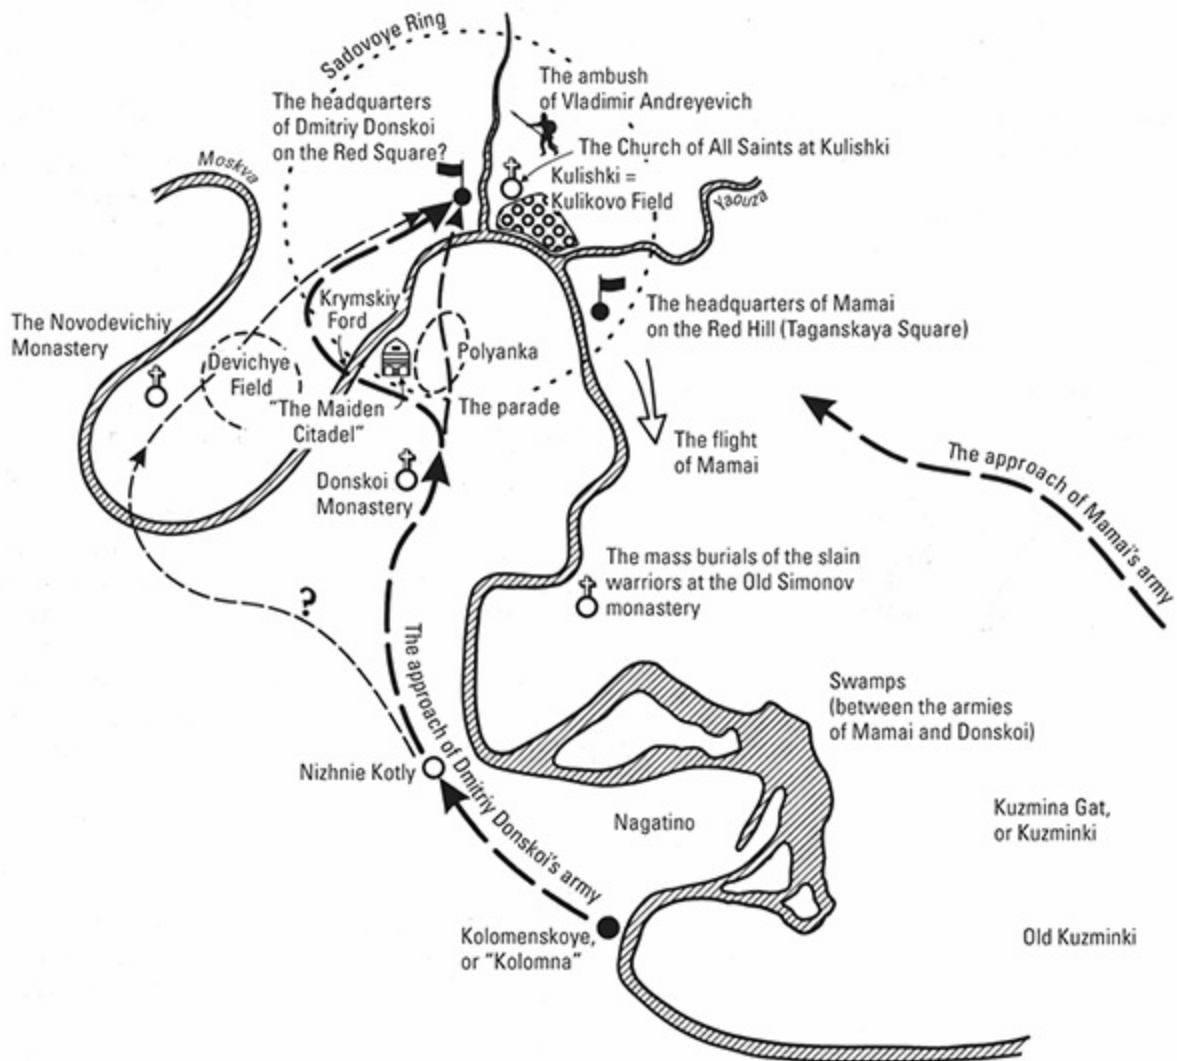 Sadovoye Ring
The ambush
of Vladimir Andreyevich
The headquarters
of Dmitriy Donskoi
on the Red Square?
The Church of All Saints at Kulishki
Kulishki =
Kulikovo Field
Moskva
Yaouza
The headquarters of Mamai
on the Red Hill (Taganskaya Square)
Krymskiy
Ford
The Novodevichiy
Monastery
Devichye
Field
Polyanka
"The Maiden
Citadel"
The parade
The flight
of Mamai
The approach of Mamai's army
Donskoi
Monastery
The mass burials of the slain
warriors at the Old Simonov
monastery
?
The approach of Dmitriy Donskoi's army
Swamps
(between the armies
of Mamai and Donskoi)
Nizhnie Kotly
Nagatino
Kuzmina Gat,
or Kuzminki
Kolomenskoye,
or "Kolomna"
Old Kuzminki